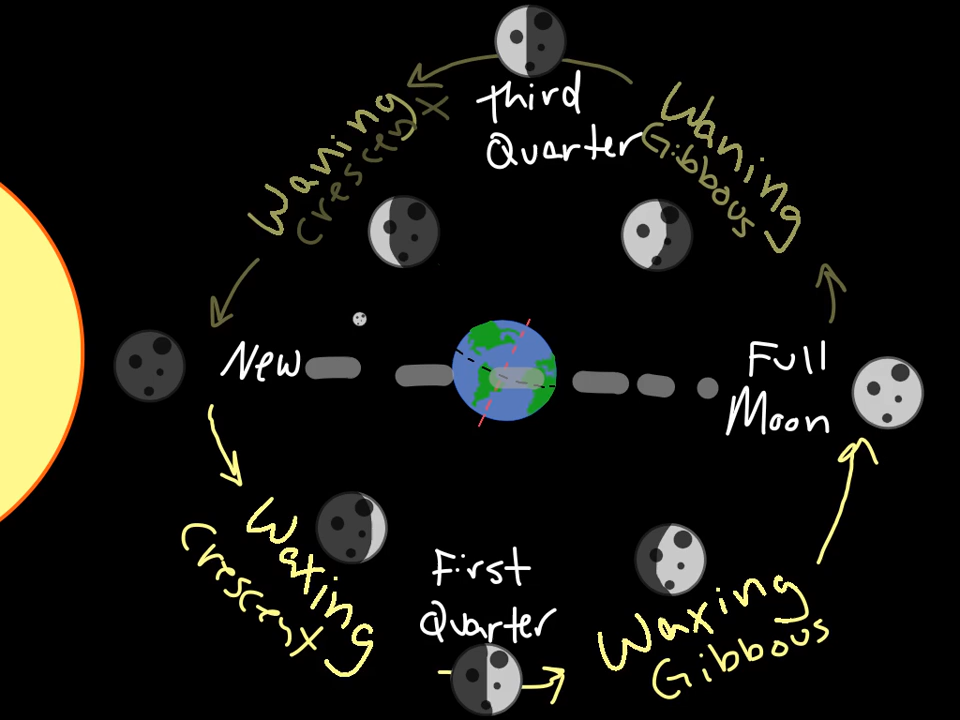 Third
Quarter
Waning
Crescent
Waning
Gibbous
New
Full
Moon
Waxing
Crescent
First
Quarter
Waxing
Gibbous